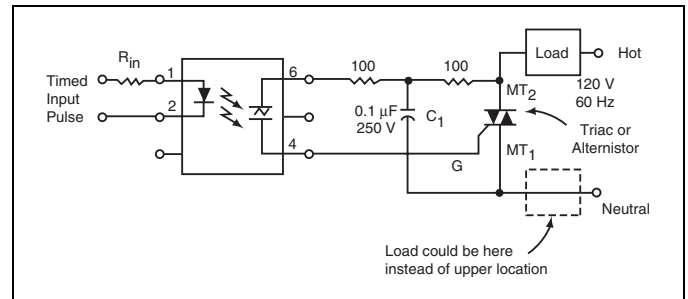 Timed
Input
Pulse
Rin
1
2
6
4
100
100
0.1 μF
250 V
C1
G
MT2
MT1
Load
Hot
120 V
60 Hz
Triac or
Alternistor
Neutral
Load could be here
instead of upper location